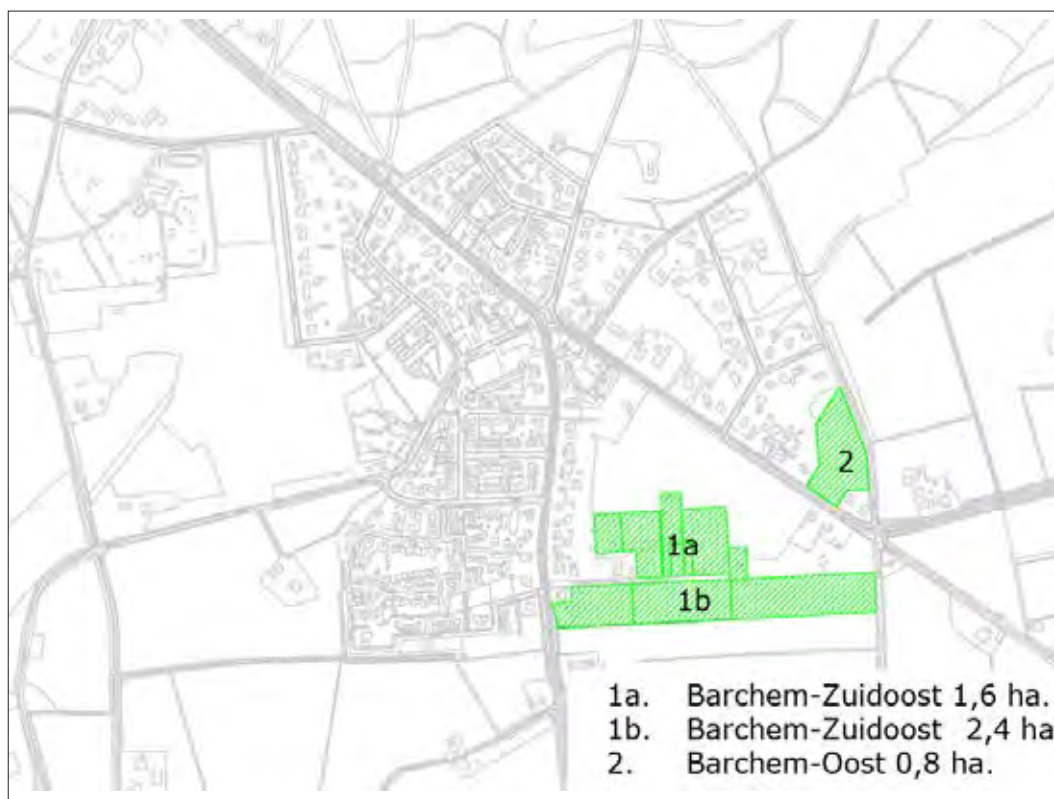 2
1a
1b
1a. Barchem-Zuidoost 1,6 ha.
1b. Barchem-Zuidoost 2,4 ha
2. Barchem-Oost 0,8 ha.